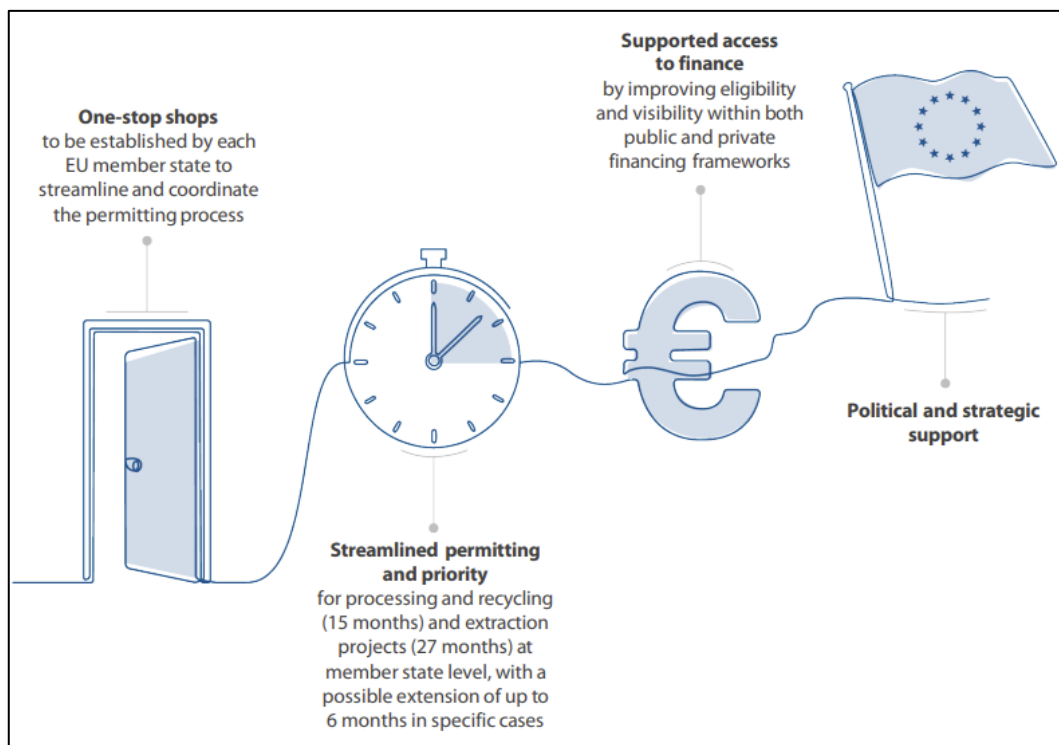 One-stop shops
to be established by each
EU member state to
streamline and coordinate
the permitting process
Streamlined permitting
and priority
for processing and recycling
(15 months) and extraction
projects (27 months) at
member state level, with a
possible extension of up to
6 months in specific cases
Supported access
to finance
by improving eligibility
and visibility within both
public and private
financing frameworks
€
Political and strategic
support